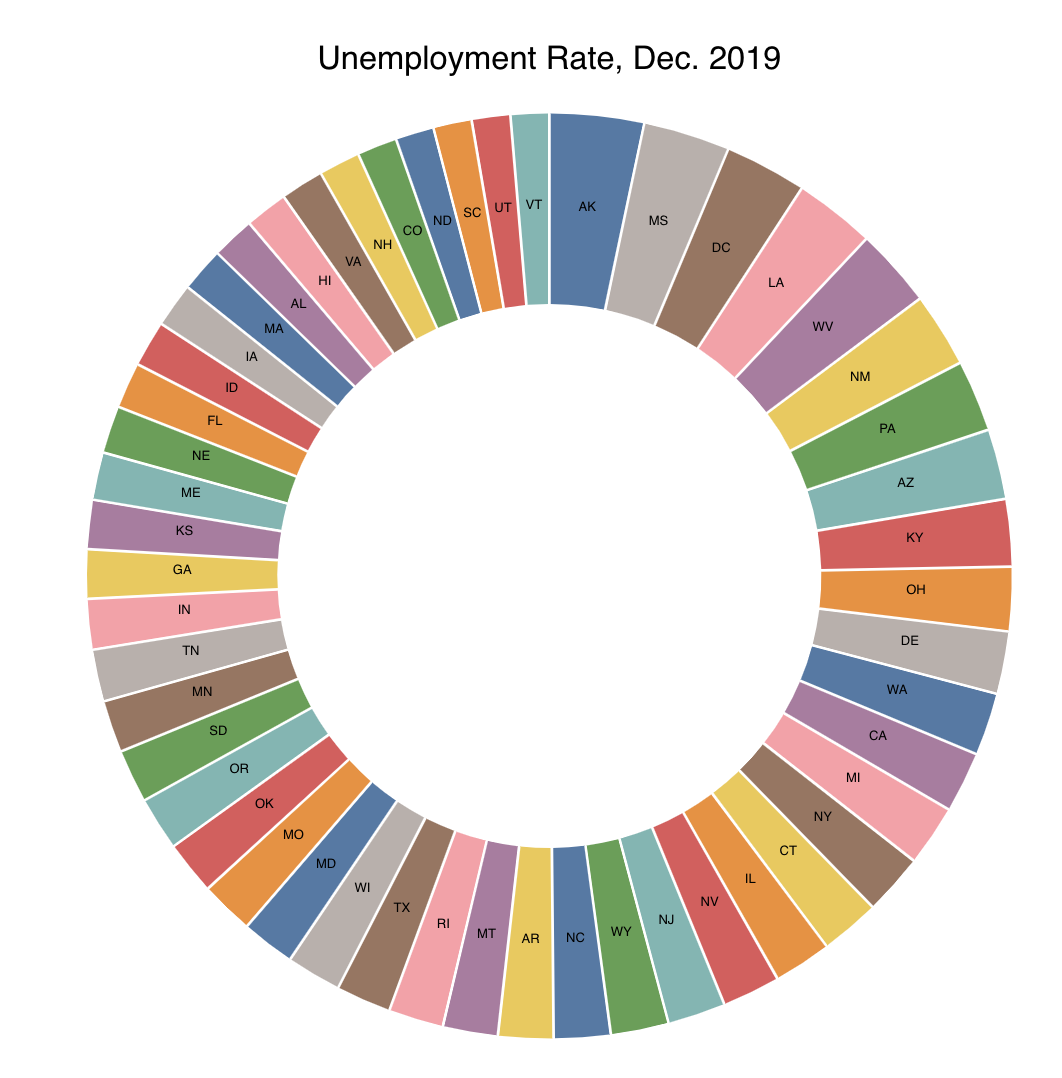 Unemployment Rate, Dec. 2019
AK
MS
DC
LA
WV
NM
PA
AZ
KY
OH
DE
WA
CA
MI
NY
CT
IL
NV
NJ
WY
NC
AR
MT
RI
TX
WI
MD
MO
OK
OR
SD
MN
TN
IN
GA
KS
ME
NE
FL
ID
IA
MA
AL
HI
VA
NH
CO
ND
SC
UT
VT